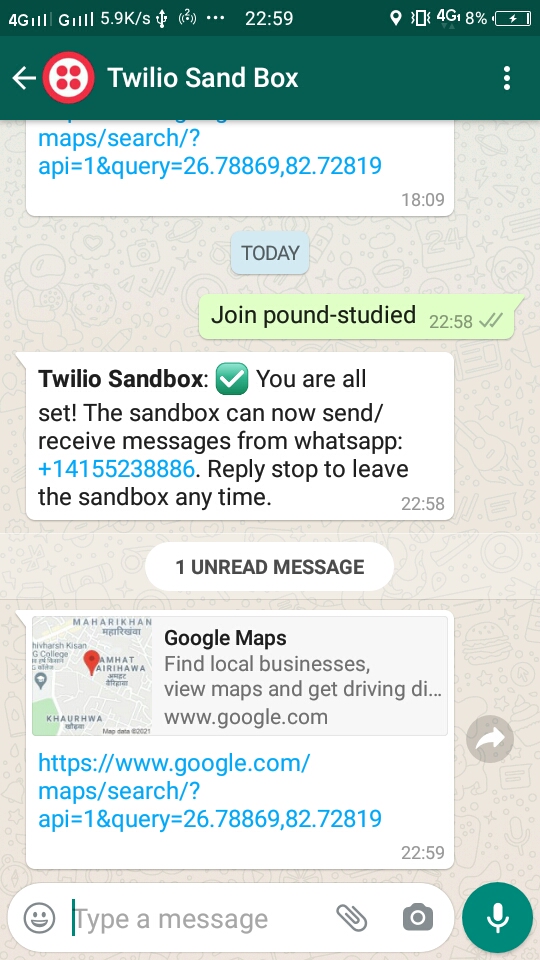 4G 4G 5.9K/s ... 22:59 4G 8%
Twilio Sand Box
maps/search/?
api=1&query=26.78869,82.72819
18:09
TODAY
Join pound-studied 22:58
Twilio Sandbox: ✅ You are all
set! The sandbox can now send/
receive messages from whatsapp:
+14155238886. Reply stop to leave
the sandbox any time. 22:58
1 UNREAD MESSAGE
MAHARIKHAN
महारिखंवा
hivharsh Kisan
G College
AMHAT
AIRIHAWA
अमहट
KHAURHWA
Map data ©2021
Google Maps
Find local businesses,
view maps and get driving di...
www.google.com
https://www.google.com/
maps/search/?
api=1&query=26.78869,82.72819
22:59
Type a message